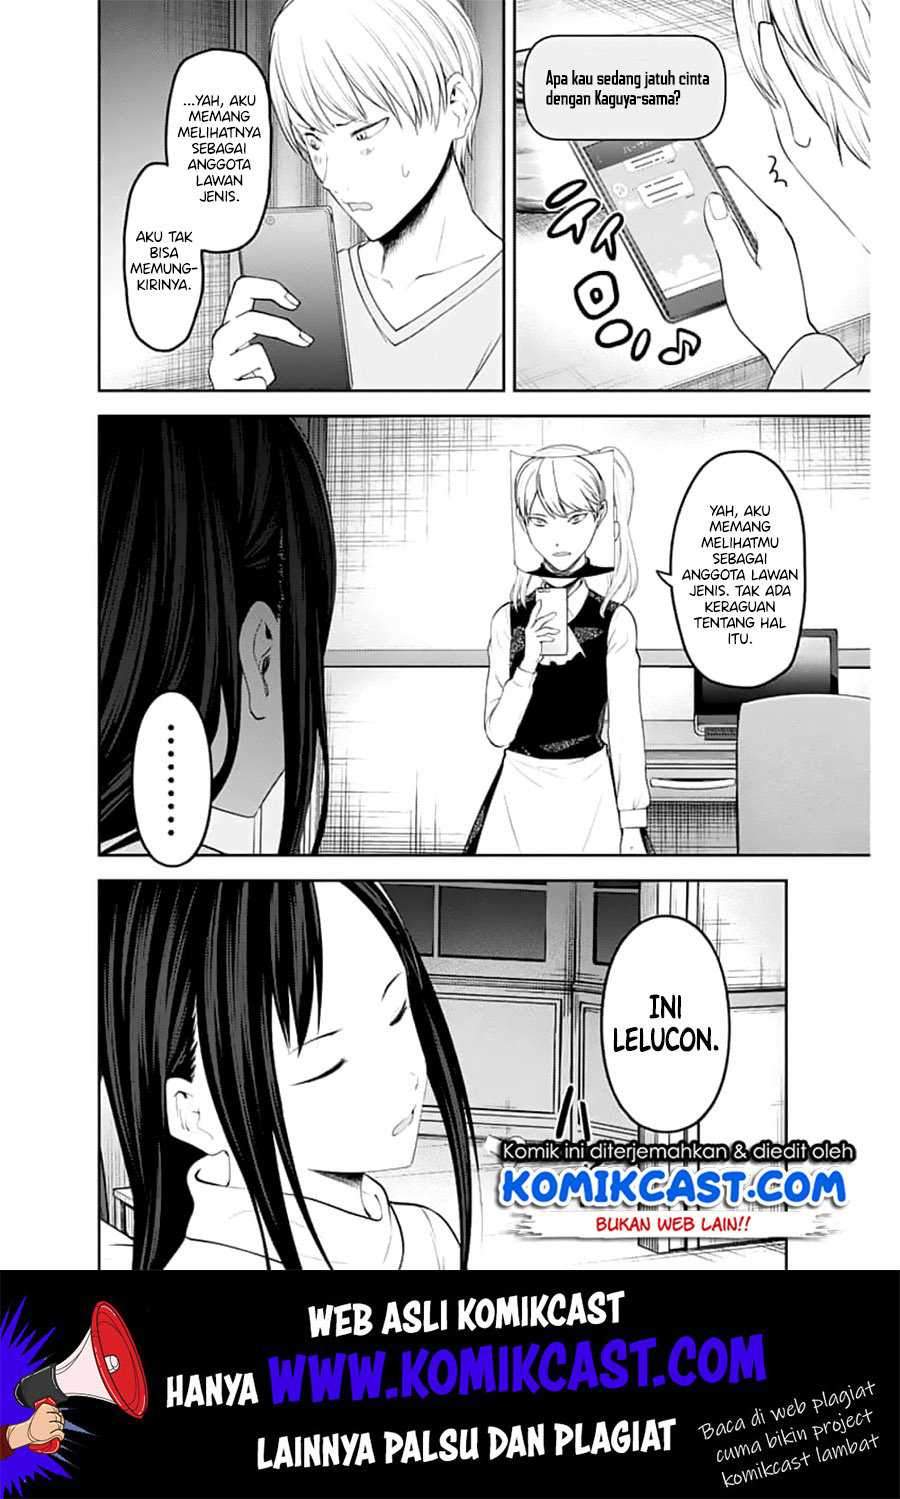 Apa kau sedang jatuh cinta
dengan Kaguya-sama?
...YAH, AKU
MEMANG
MELIHATNYA
SEBAGAI
ANGGOTA
LAWAN
JENIS.
AKU TAK
BISA
MEMUNG-
KIRINYA.
YAH, AKU
MEMANG
MELIHATMU
SEBAGAI
ANGGOTA LAWAN
JENIS. TAK ADA
KERAGUAN
TENTANG HAL
ITU.
INI
LELUCON.
Komik ini diterjemahkan & diedit oleh
KOMIKCAST.COM
BUKAN WEB LAIN!!
WEB ASLI KOMIKCAST
HANYA WWW.KOMIKCAST.COM
LAINNYA PALSU DAN PLAGIAT
Baca di web plagiat
cuma bikin project
komikcast lambat